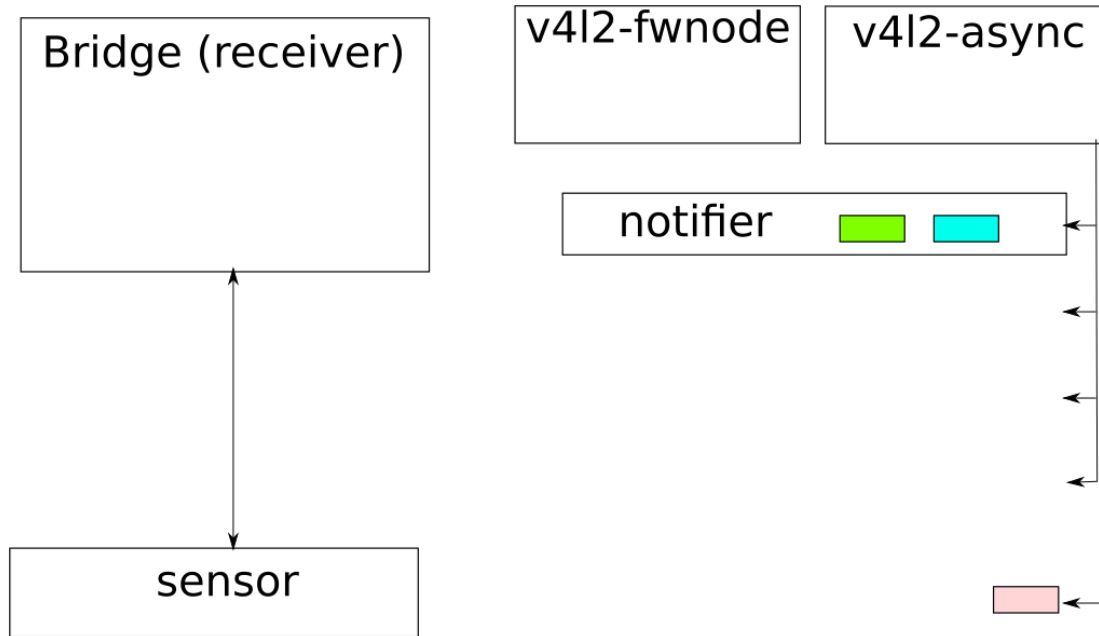 Bridge (receiver)
v4l2-fwnode
v4l2-async
notifier
sensor